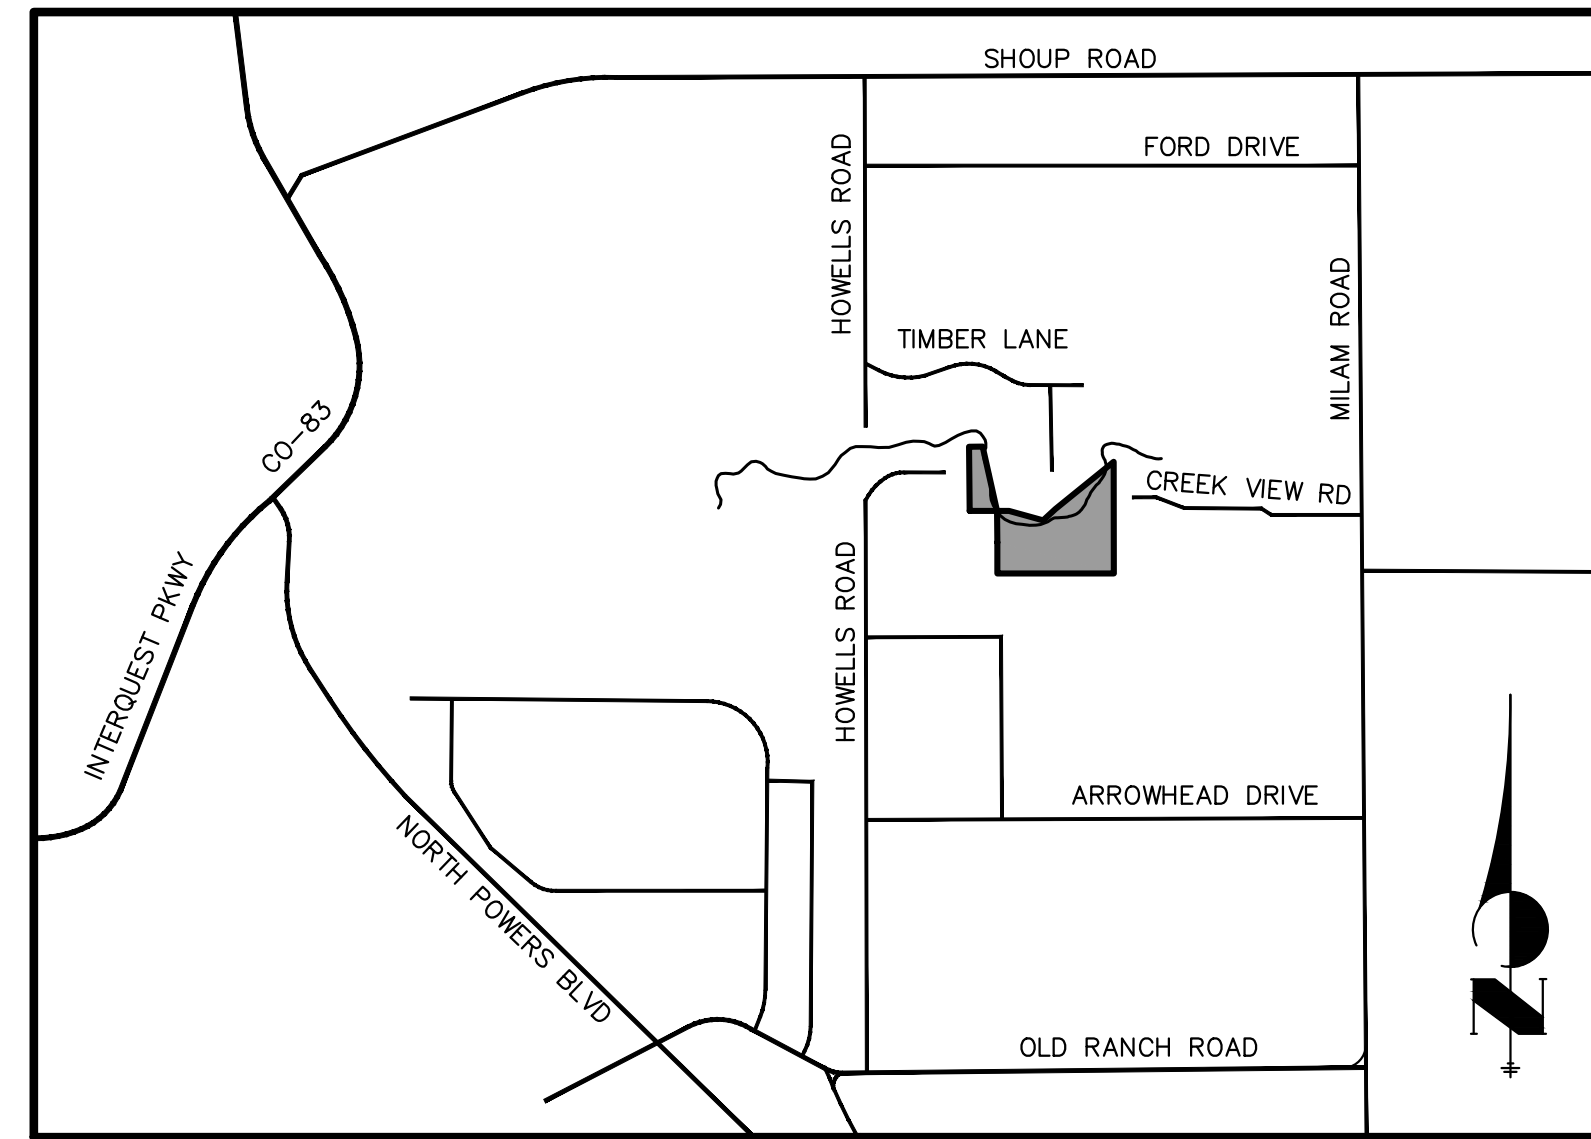 SHOUP ROAD
FORD DRIVE
HOWELLS ROAD
MILAM ROAD
TIMBER LANE
CO-83
CREEK VIEW RD
INTERQUEST PKWY
HOWELLS ROAD
ARROWHEAD DRIVE
NORTH POWERS BLVD
OLD RANCH ROAD
N